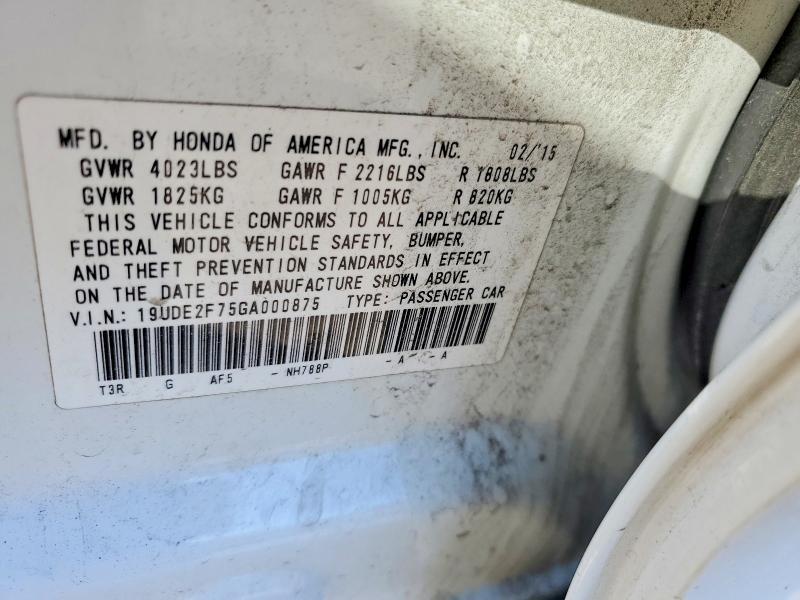 MFD. BY HONDA OF AMERICA MFG., INC. 02/'15
GVWR 4023LBS GAWR F 2216LBS R 1808LBS
GVWR 1825KG GAWR F 1005KG R 820KG
THIS VEHICLE CONFORMS TO ALL APPLICABLE
FEDERAL MOTOR VEHICLE SAFETY, BUMPER,
AND THEFT PREVENTION STANDARDS IN EFFECT
ON THE DATE OF MANUFACTURE SHOWN ABOVE.
V.I.N.: 19UDE2F75GA000875 TYPE: PASSENGER CAR
T3R G AF5 - NH788P - A - A